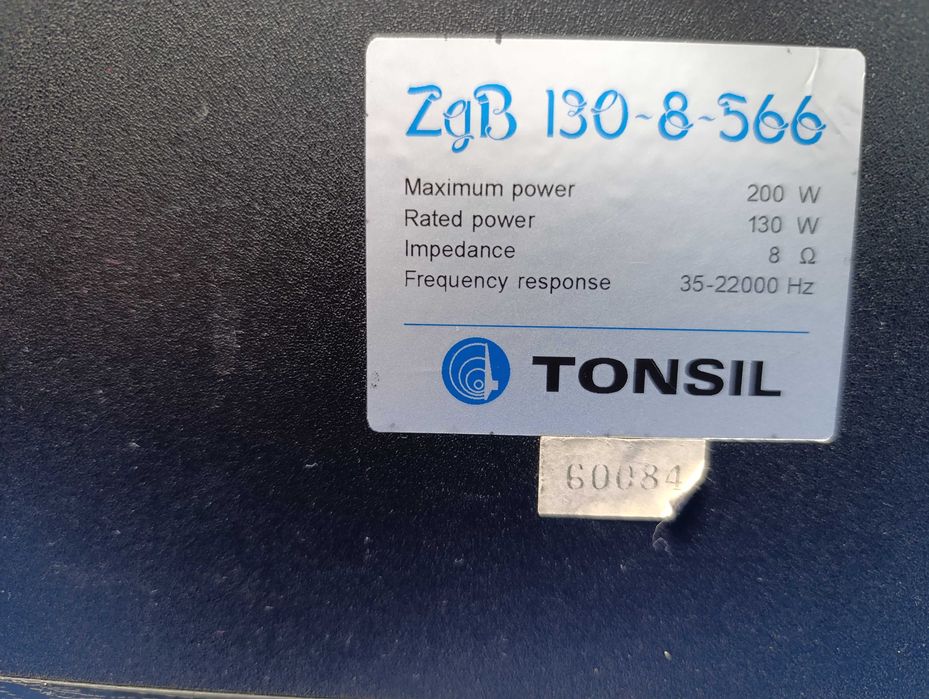 ZgB 130-8-566
Maximum power 200 W
Rated power 130 W
Impedance 8 Ω
Frequency response 35-22000 Hz
TONSIL
60084